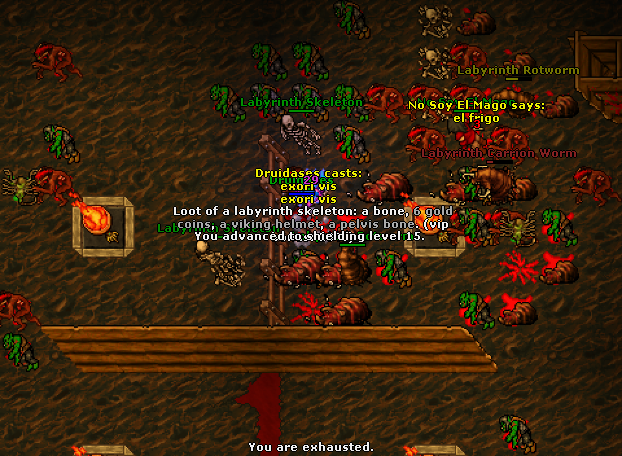 Labyrinth Rotworm
Labyrinth Skeleton
No Soy El Mago says:
el frigo
Labyrinth Carrion Worm
Druidases casts:
exori vis
exori vis
Loot of a labyrinth skeleton: a bone, 6 gold
coins, a viking helmet, a pelvis bone. (vip
You advanced to shielding level 15.
You are exhausted.